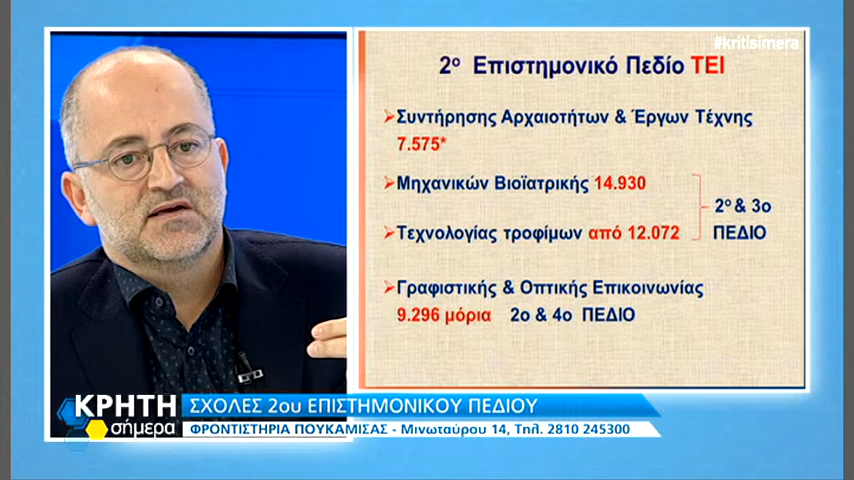 #kritisimera
2º Επιστημονικό Πεδίο ΤΕΙ
➢Συντήρησης Αρχαιοτήτων & Έργων Τέχνης
7.575*
➢Μηχανικών Βιοϊατρικής 14.930
➢Τεχνολογίας τροφίμων από 12.072
2º & 3ο
ΠΕΔΙΟ
➢Γραφιστικής & Οπτικής Επικοινωνίας
9.296 μόρια 2ο & 4ο ΠΕΔΙΟ
ΚΡΗΤΗ
σήμερα
ΣΧΟΛΕΣ 2ου ΕΠΙΣΤΗΜΟΝΙΚΟΥ ΠΕΔΙΟΥ
ΦΡΟΝΤΙΣΤΗΡΙΑ ΠΟΥΚΑΜΙΣΑΣ - Μινωταύρου 14, Τηλ. 2810 245300